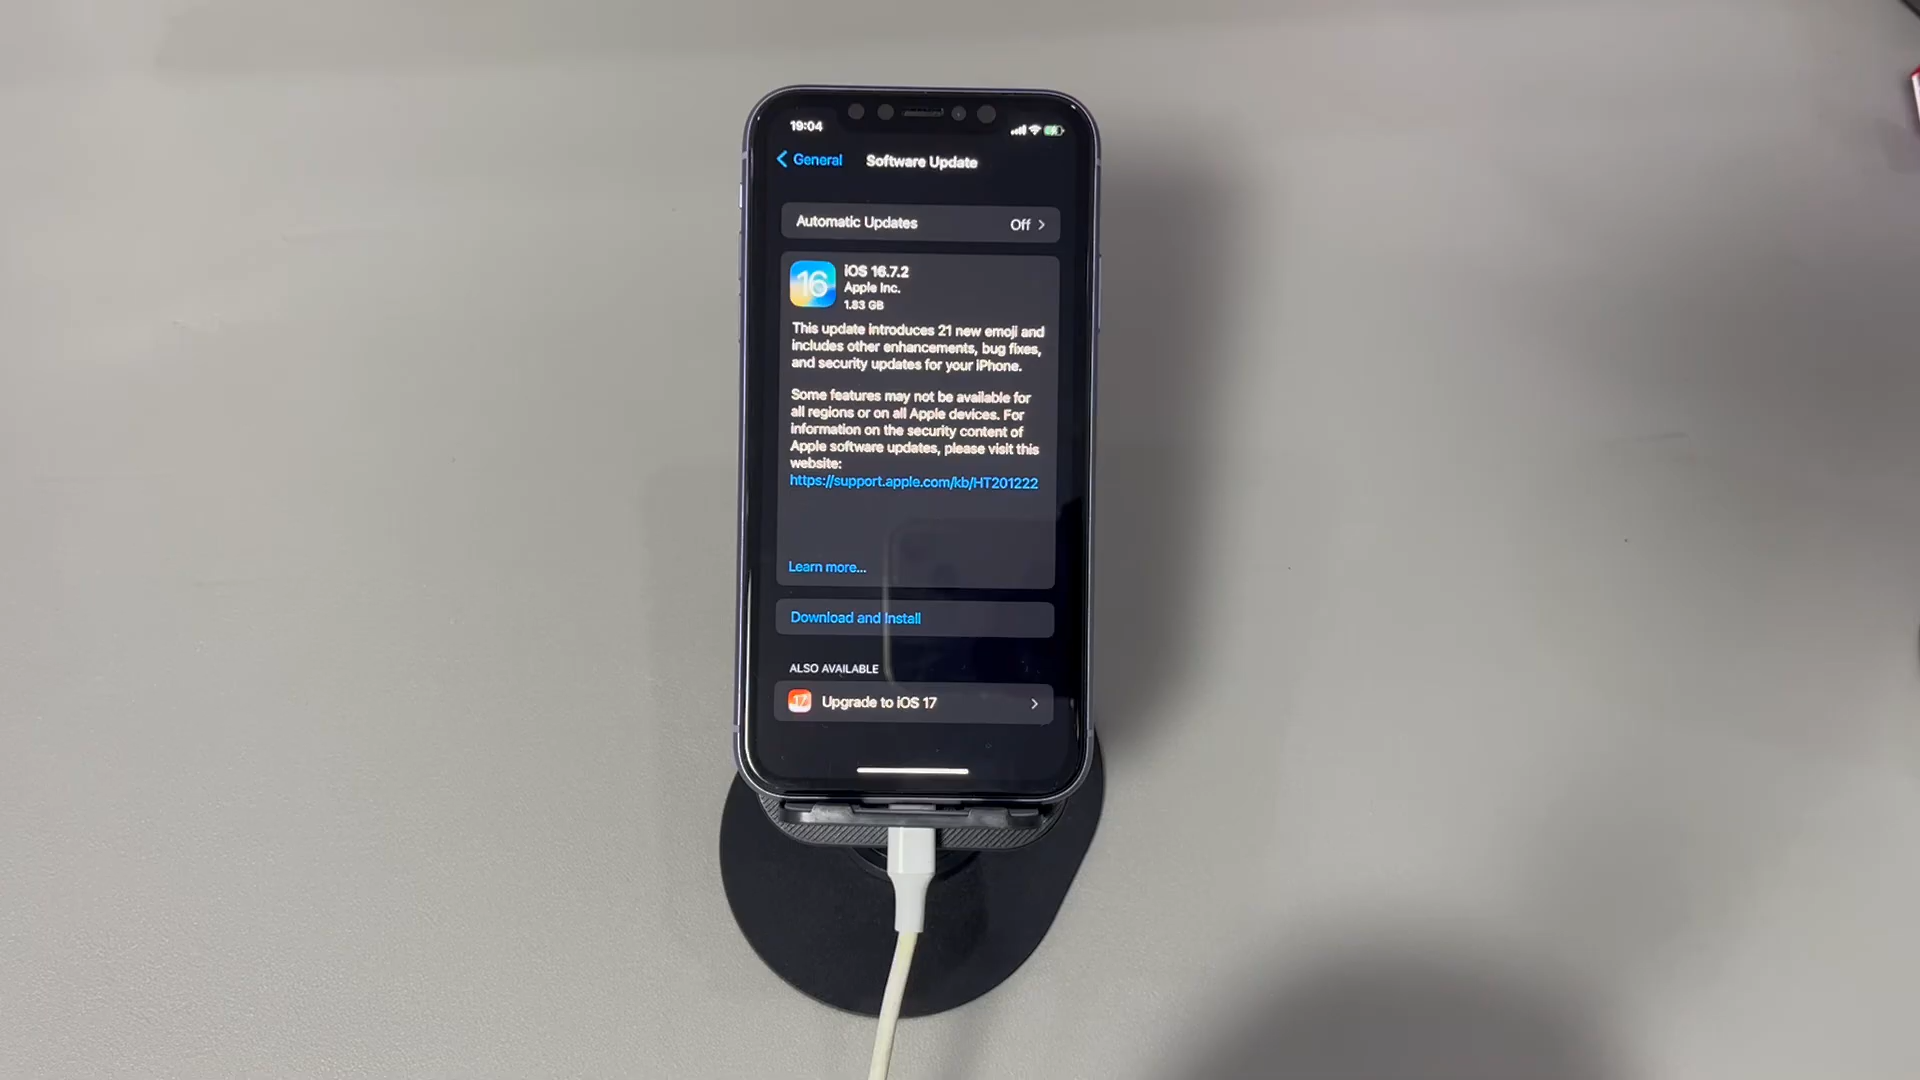 19:04
General
Software Update
Automatic Updates
Off
16
iOS 16.7.2
Apple Inc.
1.83 GB
This update introduces 21 new emoji and
includes other enhancements, bug fixes,
and security updates for your iPhone.
Some features may not be available for
all regions or on all Apple devices. For
information on the security content of
Apple software updates, please visit this
website:
https://support.apple.com/kb/HT201222
Learn more...
Download and Install
ALSO AVAILABLE
17
Upgrade to iOS 17